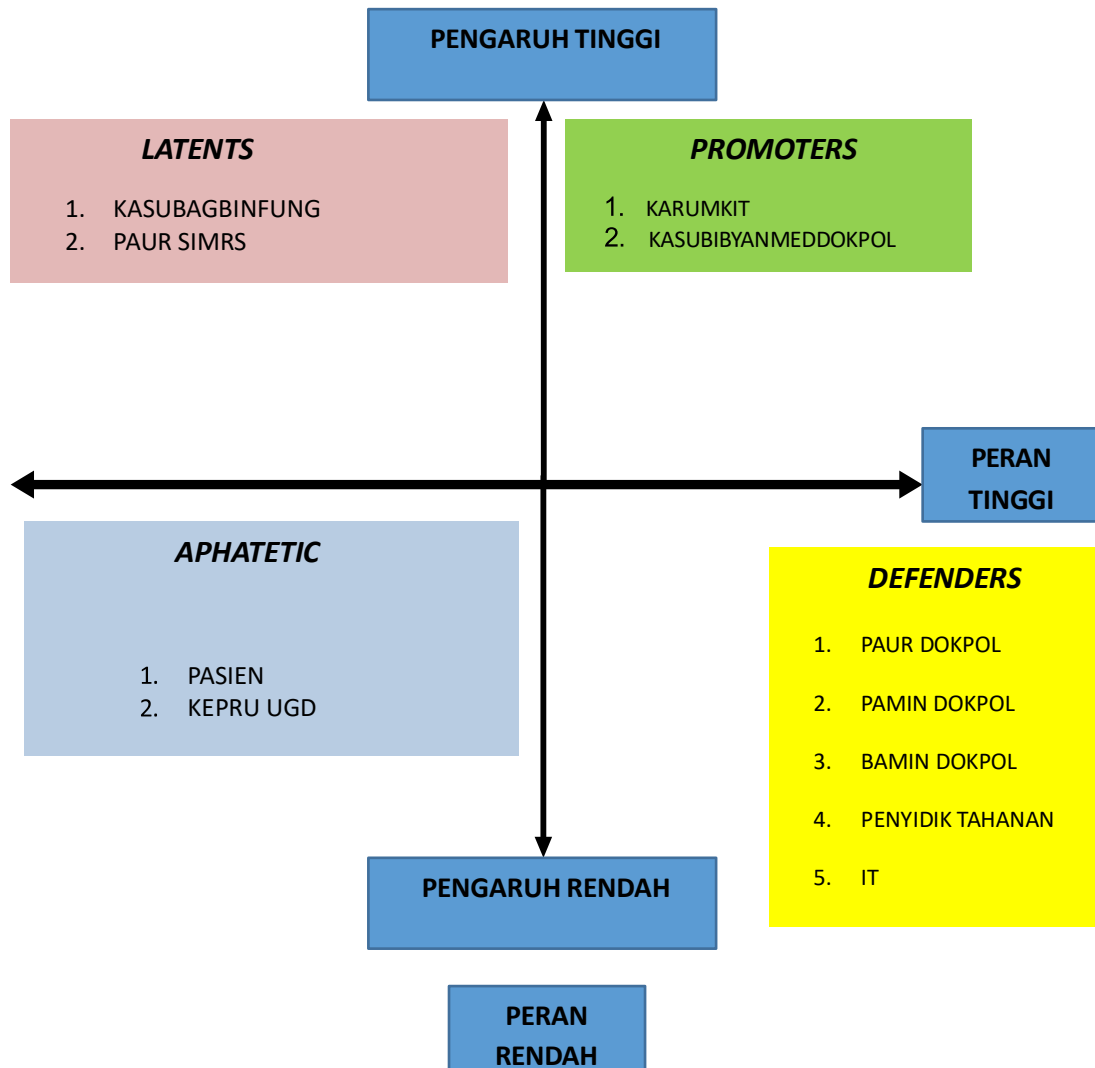 PENGARUH TINGGI
LATENTS
1. KASUBAGBINFUNG
2. PAUR SIMRS
PROMOTERS
1. KARUMKIT
2. KASUBIBYANMEDDOKPOL
PERAN
TINGGI
APHATETIC
1. PASIEN
2. KEPRU UGD
DEFENDERS
1. PAUR DOKPOL
2. PAMIN DOKPOL
3. BAMIN DOKPOL
4. PENYIDIK TAHANAN
5. IT
PENGARUH RENDAH
PERAN
RENDAH